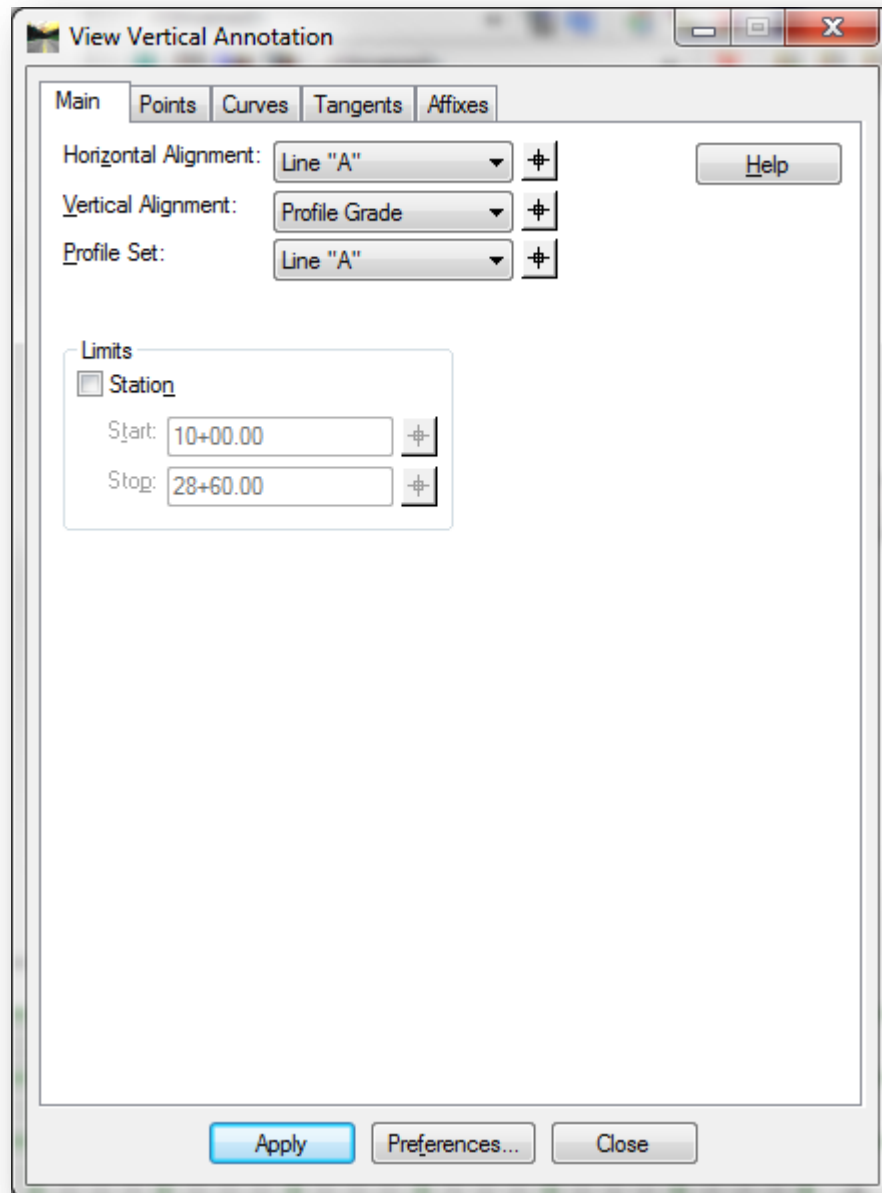 View Vertical Annotation
Main Points Curves Tangents Affixes
Horizontal Alignment: Line "A" Help
Vertical Alignment: Profile Grade
Profile Set: Line "A"
Limits
Station
Start: 10+00.00
Stop: 28+60.00
Apply Preferences... Close